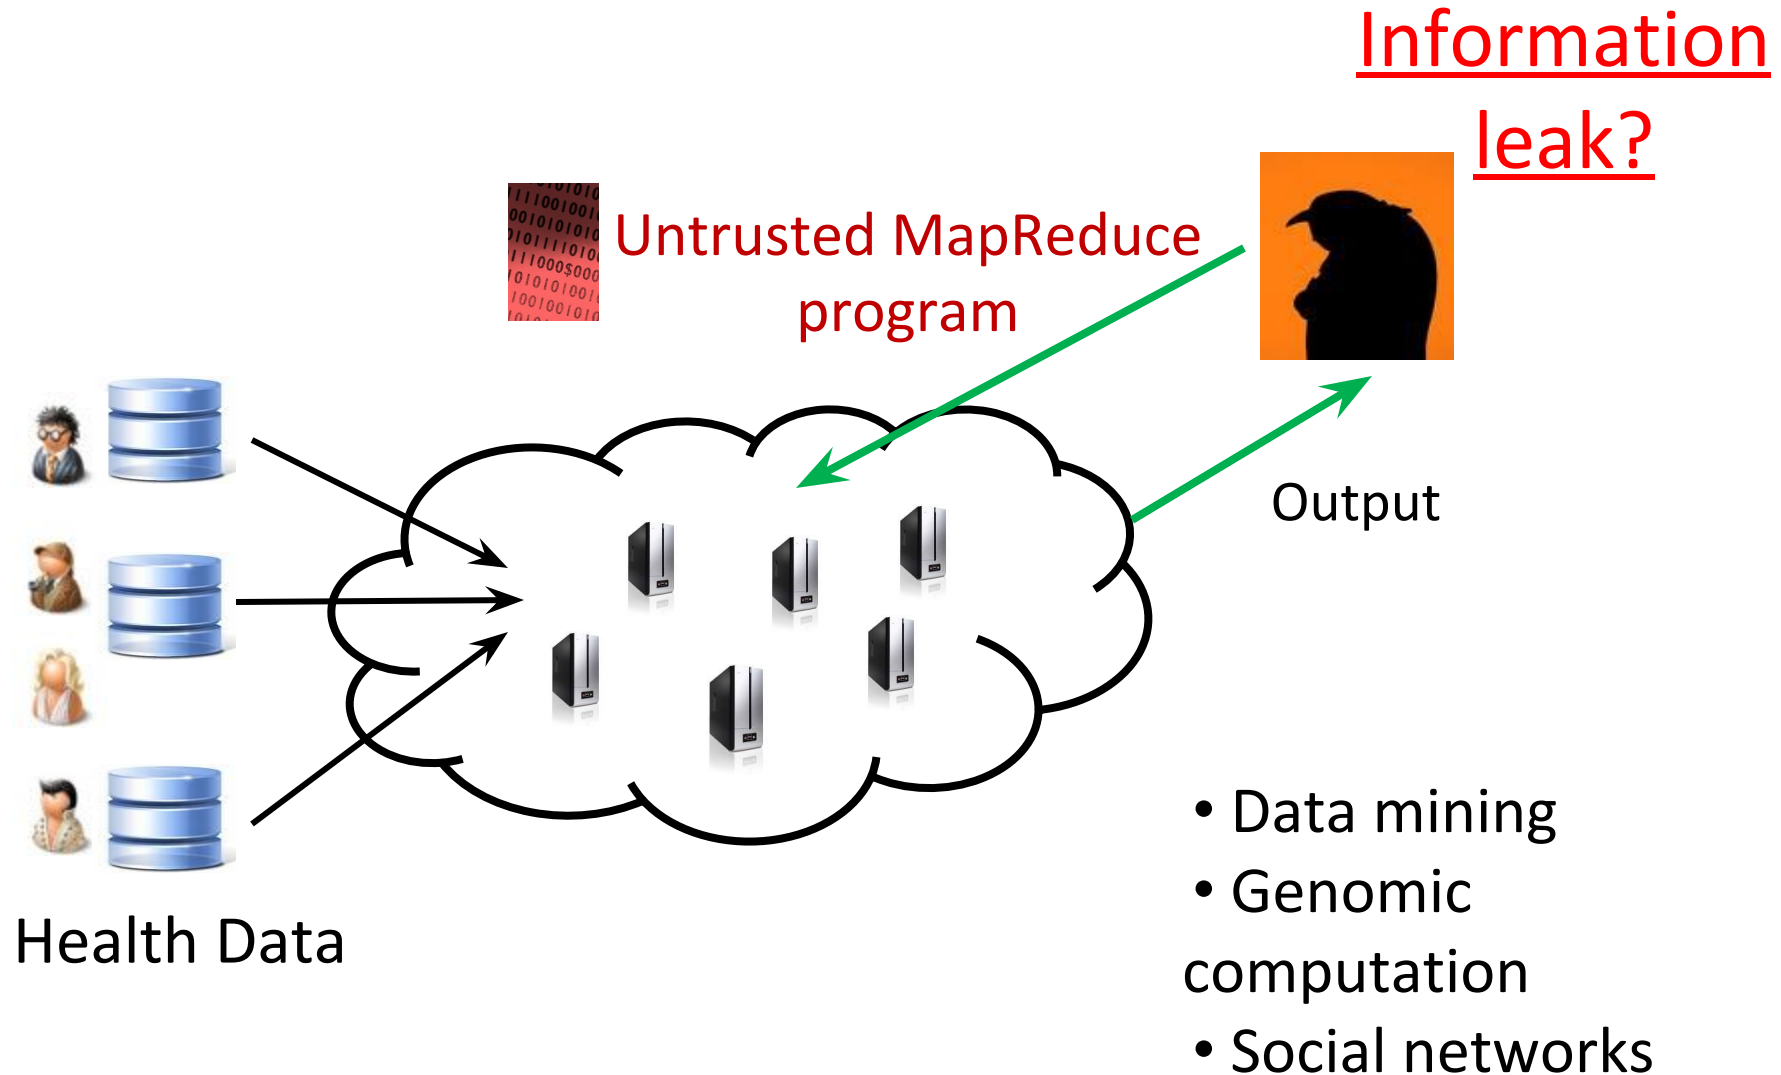 Information
leak?
Untrusted MapReduce
program
Output
Health Data
• Data mining
• Genomic
computation
• Social networks